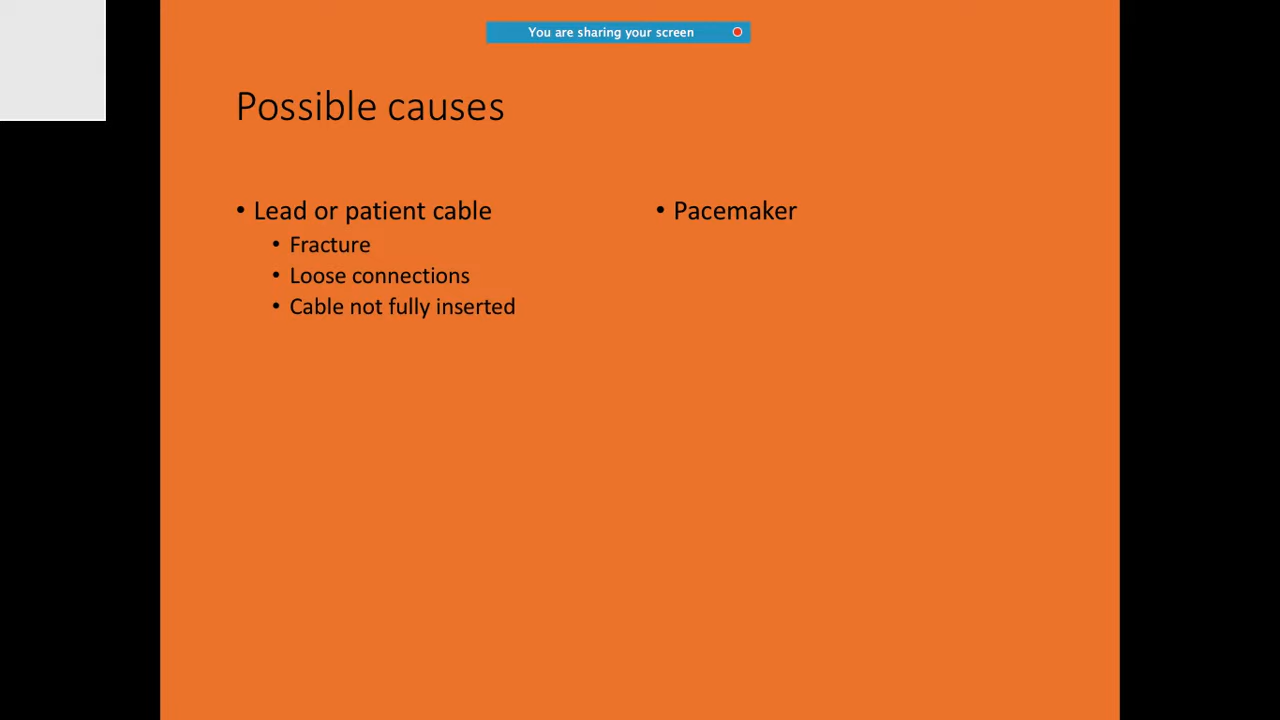 You are sharing your screen
Possible causes
• Lead or patient cable
• Fracture
• Loose connections
• Cable not fully inserted
• Pacemaker